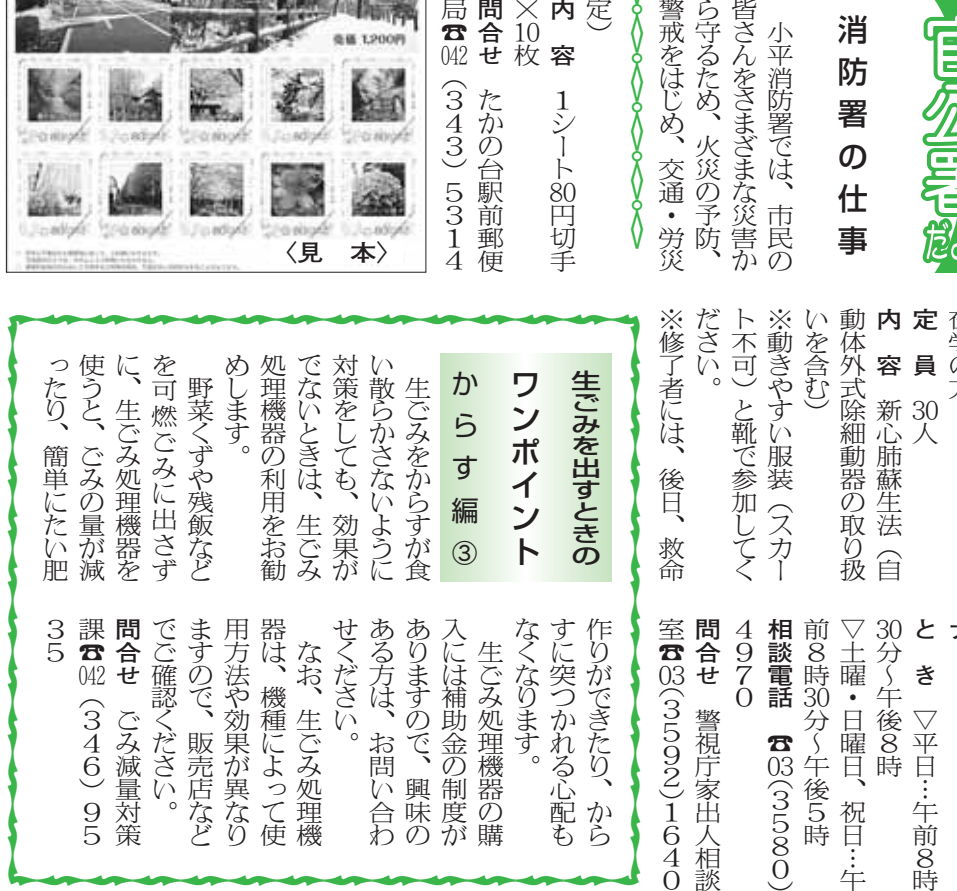 消防署の仕事
小平消防署では、市民の
皆さんをさまざまな災害か
ら守るため、火災の予防、
警戒をはじめ、交通・労災
定)
内 容 1シート80円切手
×10枚
問合せ たかの台駅前郵便
局☎042(343)5314
売価 1,200円
〈見 本〉
定 員 30人
内 容 新心肺蘇生法(自
動体外式除細動器の取り扱
いを含む)
※動きやすい服装(スカー
ト不可)と靴で参加してく
ださい。
※修了者には、後日、救命
と き ▽平日…午前8時
30分～午後8時
▽土曜・日曜日、祝日…午
前8時30分～午後5時
相談電話 ☎03(3580)
4970
問合せ 警視庁家出人相談
室☎03(3592)1640
生ごみを出すときの
ワンポイント
からす編③
生ごみをからすが食
い散らかさないように
対策をしても、効果が
でないときは、生ごみ
処理機器の利用をお勧
めします。
野菜くずや残飯など
を可燃ごみに出さず
に、生ごみ処理機器を
使うと、ごみの量が減
ったり、簡単にたい肥
作りができたり、から
すに突つかれる心配も
なくなります。
生ごみ処理機器の購
入には補助金の制度が
ありますので、興味の
ある方は、お問い合わ
せください。
なお、生ごみ処理機
器は、機種によって使
用方法や効果が異なり
ますので、販売店など
でご確認ください。
問合せ ごみ減量対策
課☎042(346)95
35